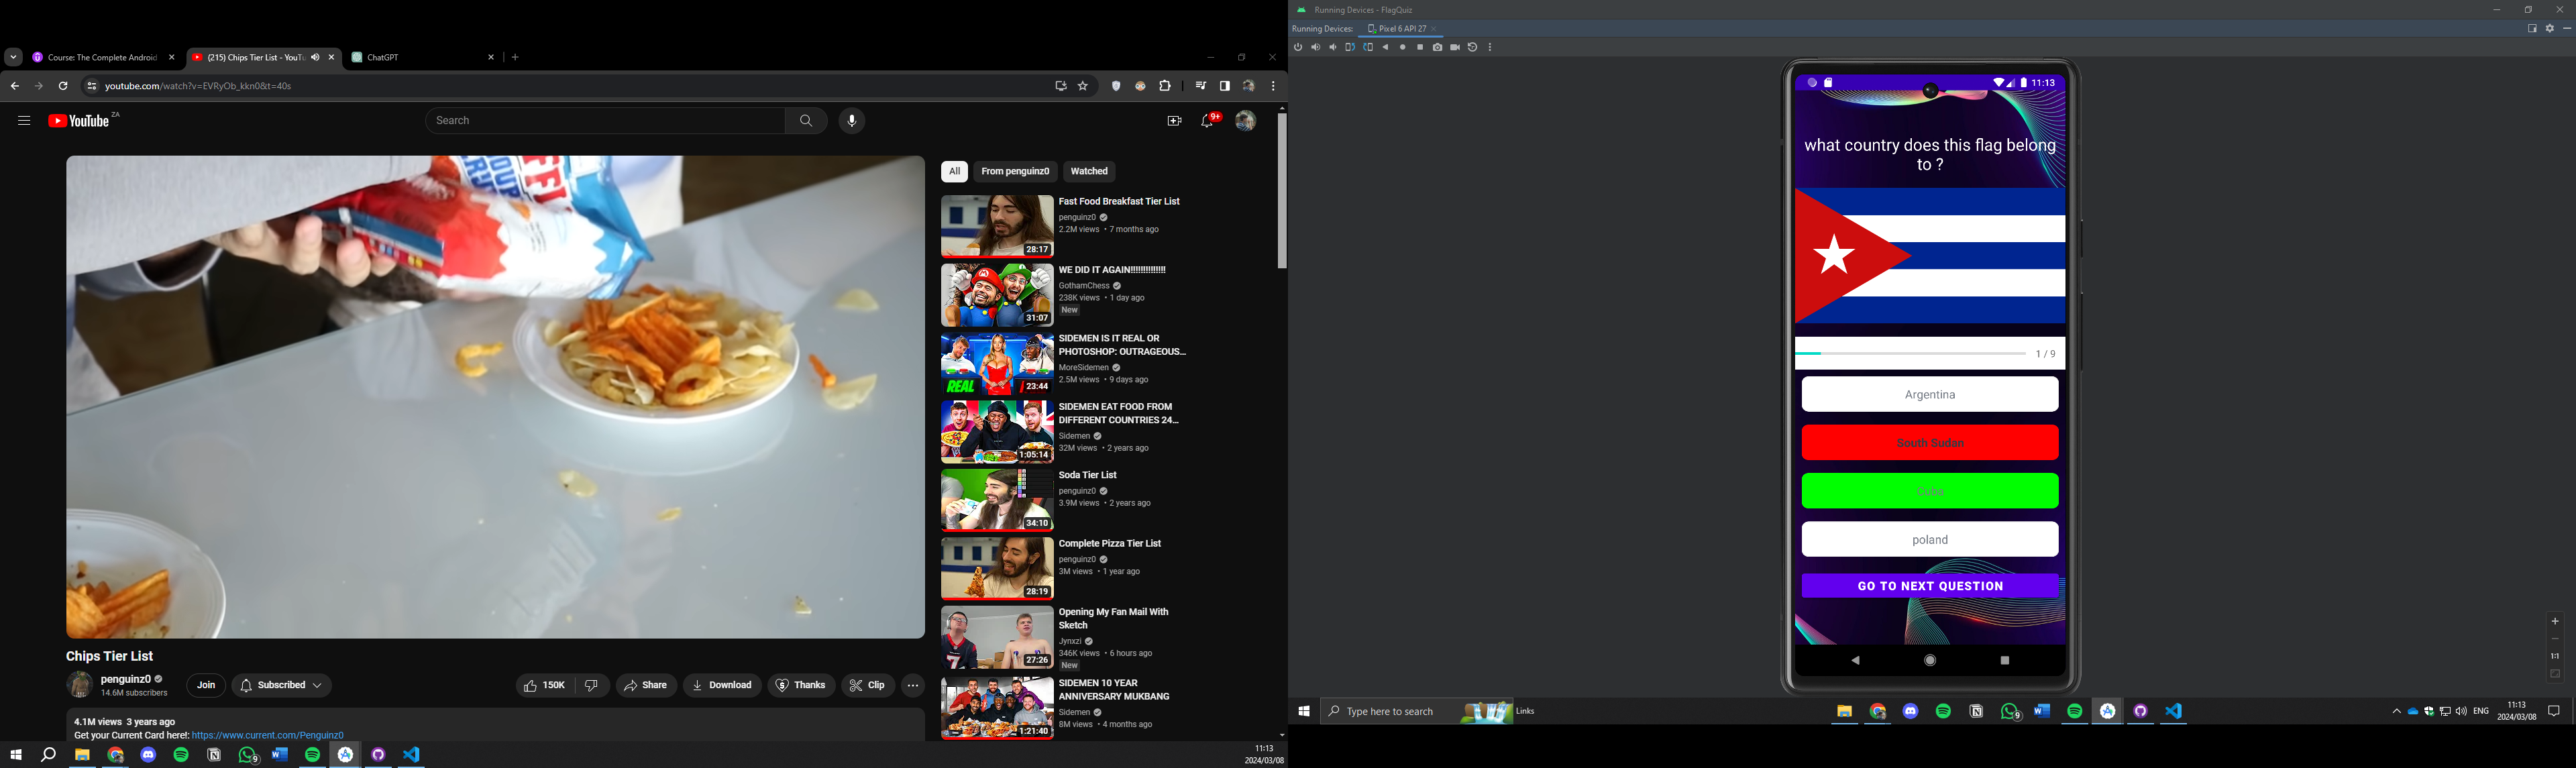 Course: The Complete Android
(215) Chips Tier List - YouTu
ChatGPT
youtube.com/watch?v=EVRyOb_kkn0&t=40s
YouTube ZA
Search
9+
All
From penguinz0
Watched
Fast Food Breakfast Tier List
penguinz0
2.2M views • 7 months ago
28:17
WE DID IT AGAIN!!!!!!!!!!!!!!!
GothamChess
238K views • 1 day ago
New
31:07
SIDEMEN IS IT REAL OR
PHOTOSHOP: OUTRAGEOUS...
MoreSidemen
2.5M views • 9 days ago
REAL
23:44
SIDEMEN EAT FOOD FROM
DIFFERENT COUNTRIES 24...
Sidemen
32M views • 2 years ago
1:05:14
Soda Tier List
penguinz0
3.9M views • 2 years ago
34:10
Complete Pizza Tier List
penguinz0
3M views • 1 year ago
28:19
Opening My Fan Mail With
Sketch
Jynxzi
346K views • 6 hours ago
New
27:26
SIDEMEN 10 YEAR
ANNIVERSARY MUKBANG
Sidemen
8M views • 4 months ago
1:21:40
Chips Tier List
penguinz0
14.6M subscribers
Join
Subscribed
150K
Share
Download
Thanks
Clip
4.1M views 3 years ago
Get your Current Card here!: https://www.current.com/Penguinz0
9
11:13
2024/03/08
Running Devices - FlagQuiz
Running Devices:
Pixel 6 API 27
11:13
what country does this flag belong
to ?
1 / 9
Argentina
South Sudan
Cuba
poland
GO TO NEXT QUESTION
1:1
Type here to search
Links
9
ENG
11:13
2024/03/08